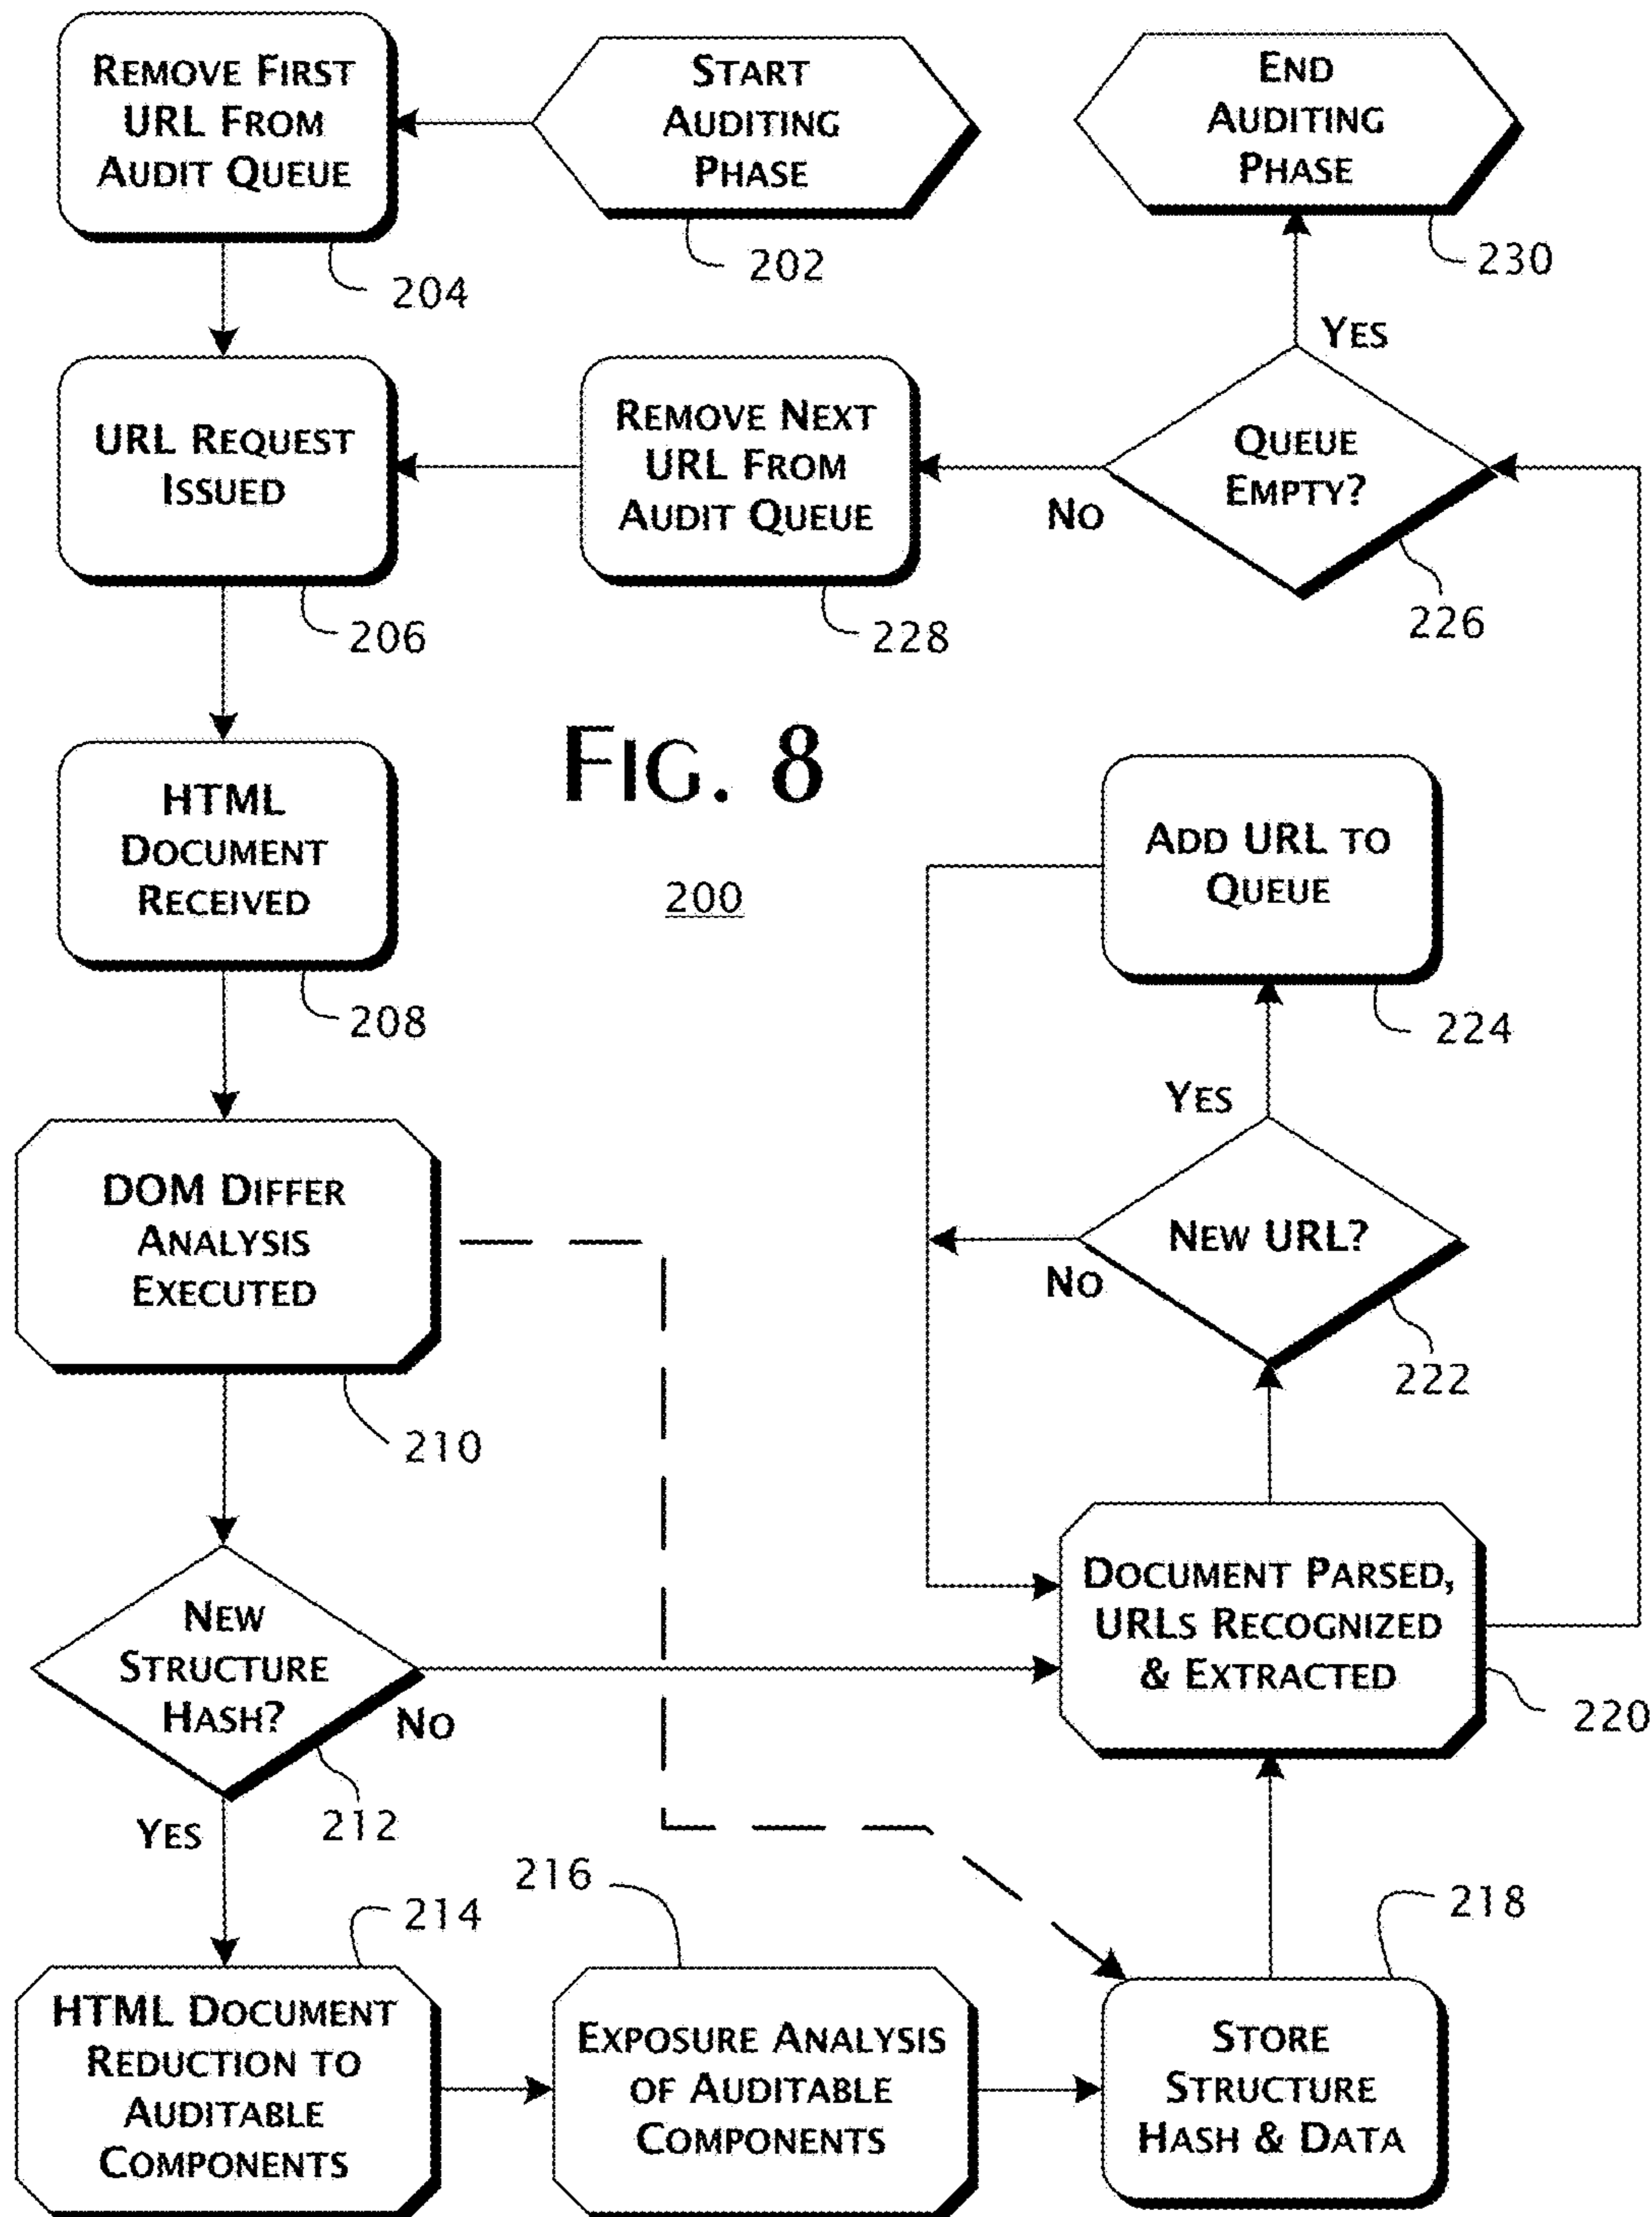 REMOVE FIRST
URL FROM
AUDIT QUEUE
204
START
AUDITING
PHASE
202
END
AUDITING
PHASE
230
URL REQUEST
ISSUED
206
REMOVE NEXT
URL FROM
AUDIT QUEUE
228
NO
QUEUE
EMPTY?
YES
226
FIG. 8
200
HTML
DOCUMENT
RECEIVED
208
ADD URL TO
QUEUE
224
YES
NEW URL?
NO
222
DOM DIFFER
ANALYSIS
EXECUTED
210
DOCUMENT PARSED,
URLS RECOGNIZED
& EXTRACTED
220
NEW
STRUCTURE
HASH?
NO
212
YES
HTML DOCUMENT
REDUCTION TO
AUDITABLE
COMPONENTS
214
EXPOSURE ANALYSIS
OF AUDITABLE
COMPONENTS
216
STORE
STRUCTURE
HASH & DATA
218